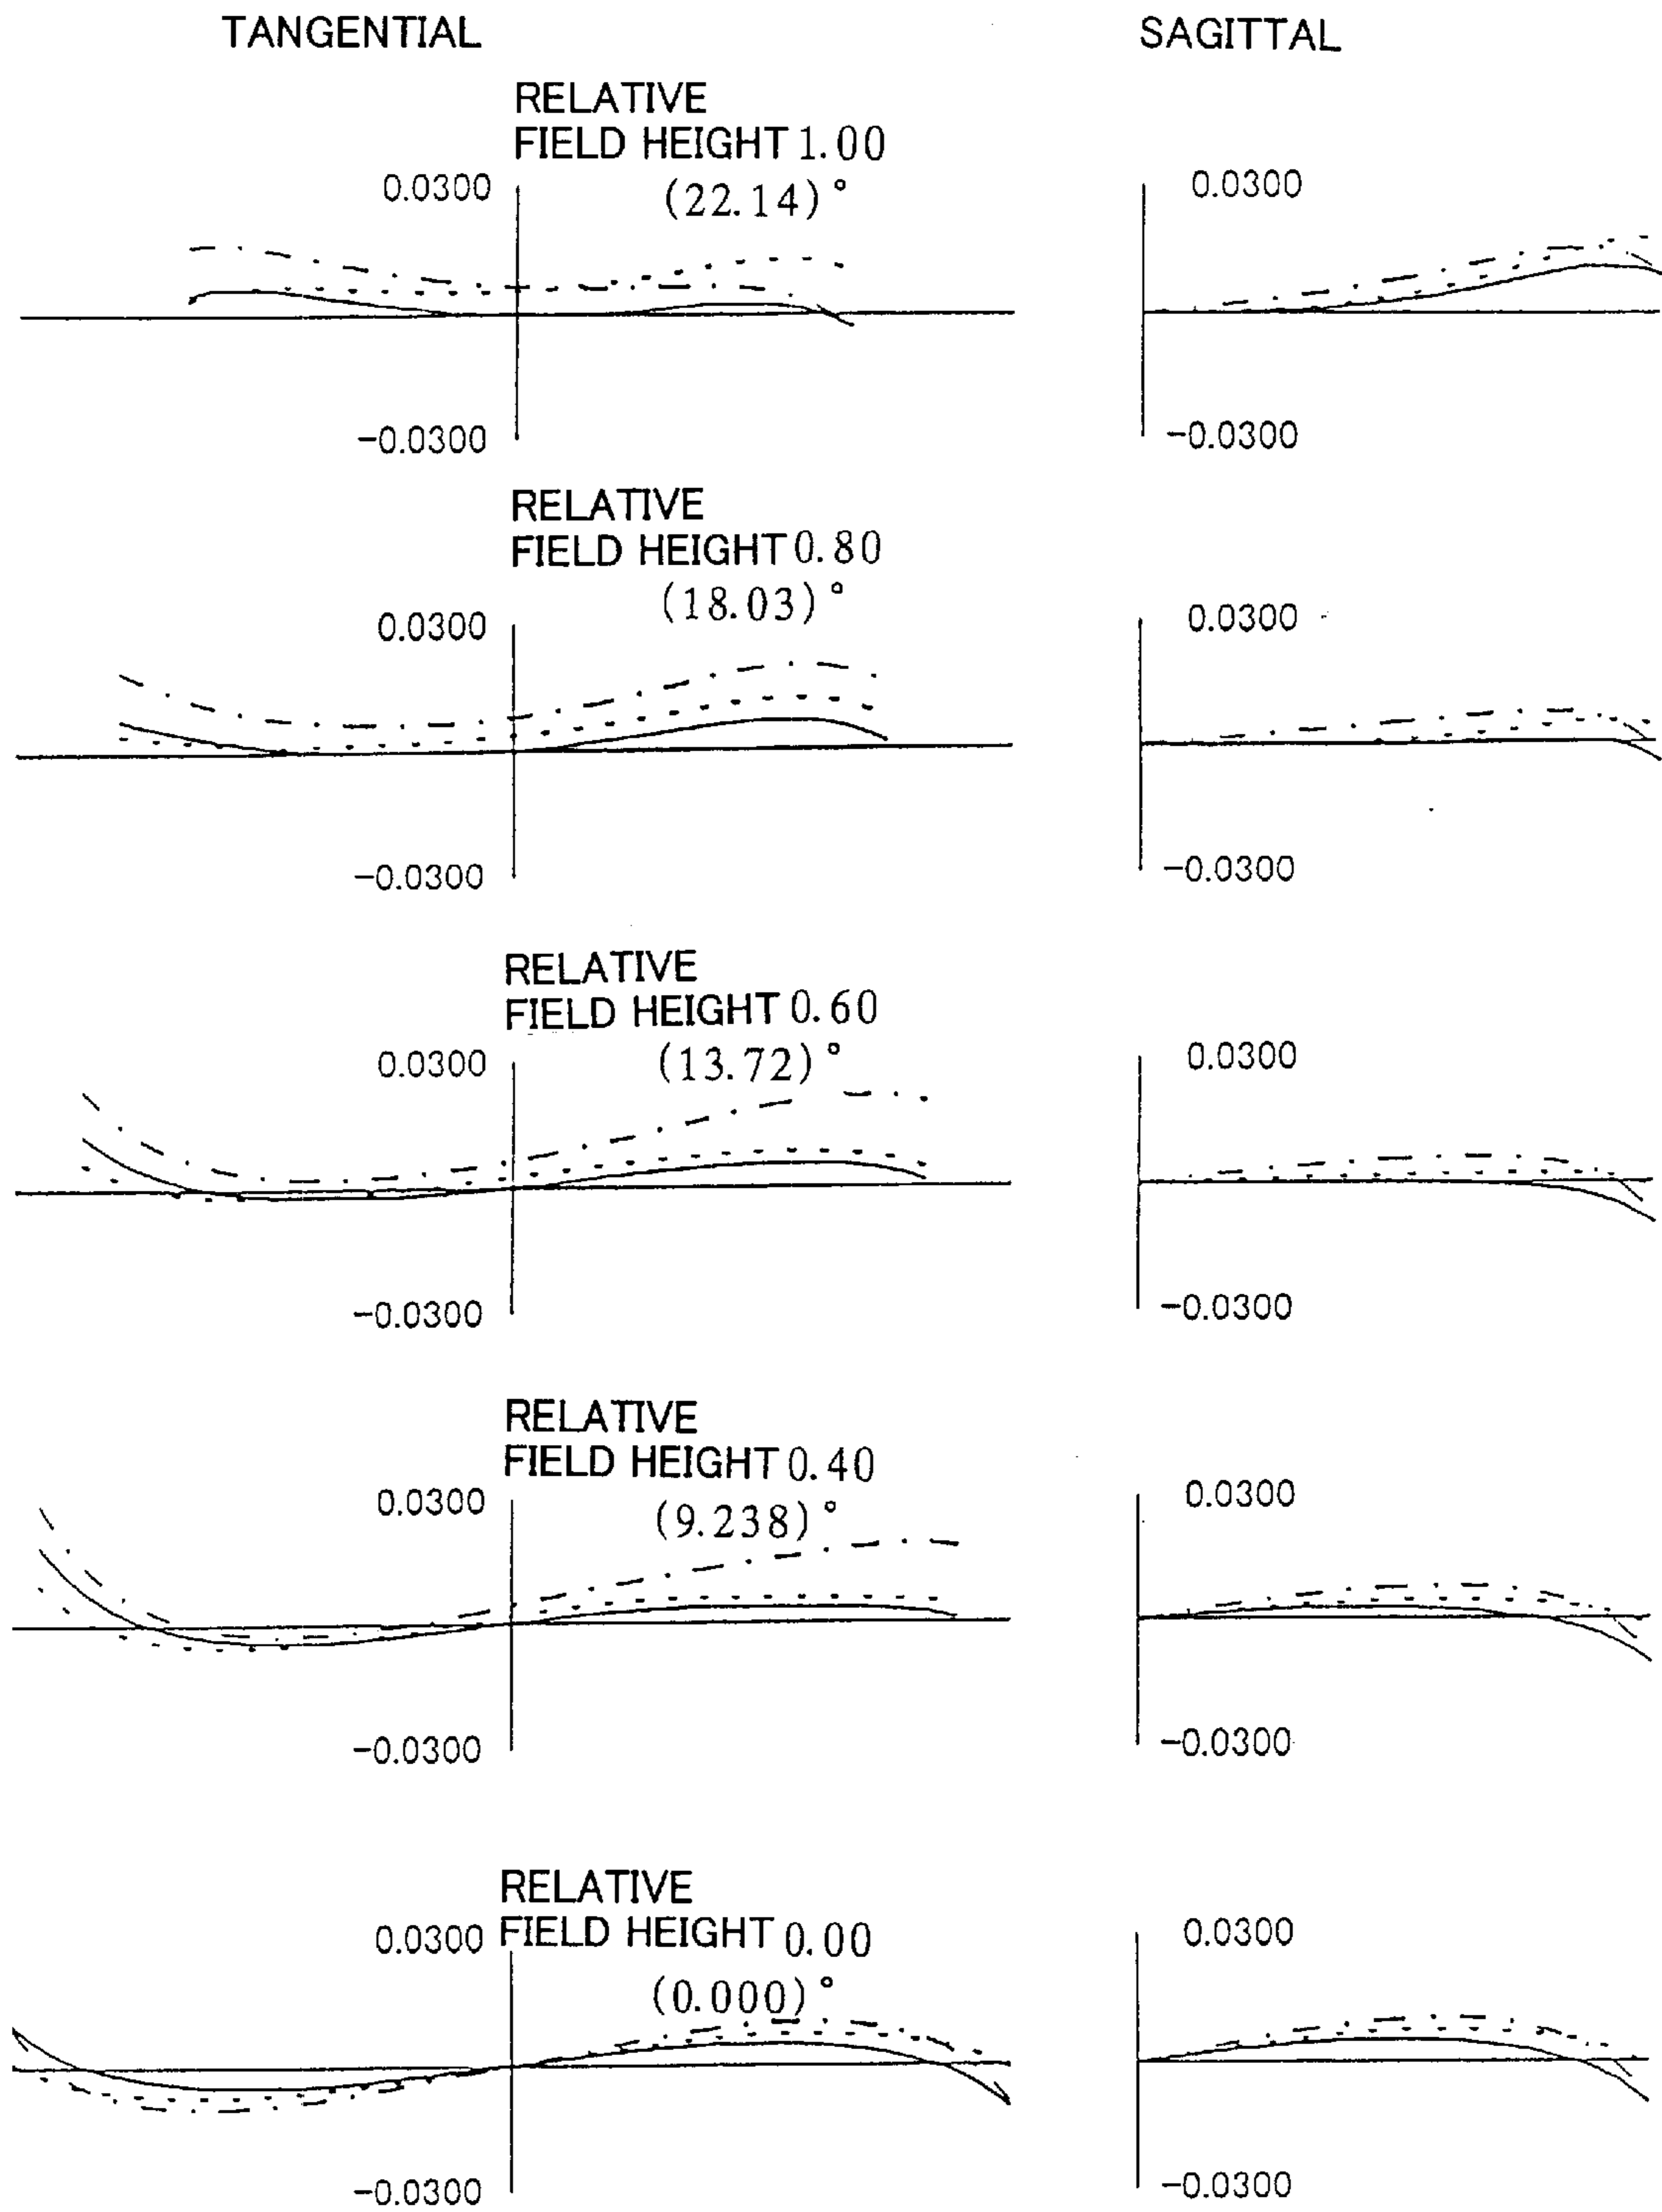 TANGENTIAL
SAGITTAL
RELATIVE
FIELD HEIGHT 1.00
(22.14)°
0.0300
0.0300
-0.0300
-0.0300
RELATIVE
FIELD HEIGHT 0.80
(18.03)°
0.0300
0.0300
-0.0300
-0.0300
RELATIVE
FIELD HEIGHT 0.60
(13.72)°
0.0300
0.0300
-0.0300
-0.0300
RELATIVE
FIELD HEIGHT 0.40
(9.238)°
0.0300
0.0300
-0.0300
-0.0300
RELATIVE
FIELD HEIGHT 0.00
(0.000)°
0.0300
0.0300
-0.0300
-0.0300